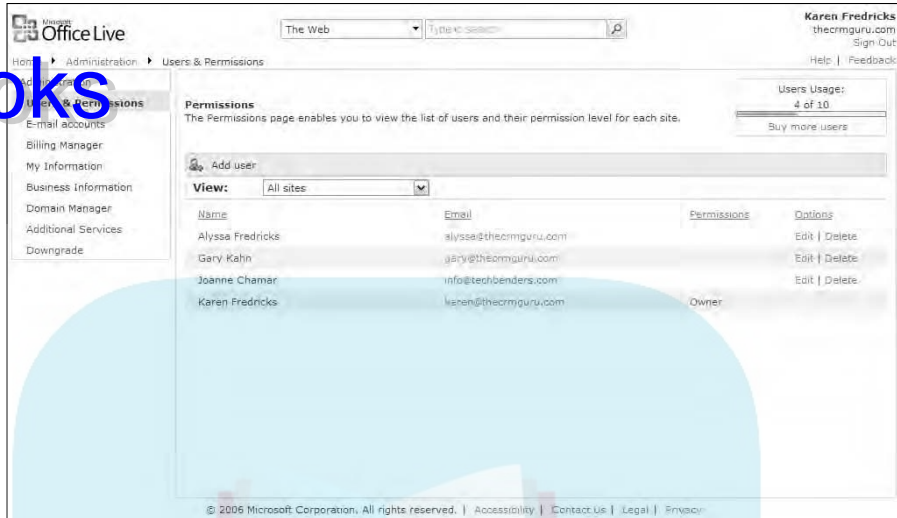 Microsoft
Office Live
The Web
Type to search
Karen Fredricks
thecrmguru.com
Sign Out
Home Administration Users & Permissions
Help | Feedback
oks
Administration
Users & Permissions
E-mail accounts
Billing Manager
My Information
Business Information
Domain Manager
Additional Services
Downgrade
Permissions
The Permissions page enables you to view the list of users and their permission level for each site.
Users Usage:
4 of 10
Buy more users
Add user
View: All sites
Name Email Permissions Options
Alyssa Fredricks alyssa@thecrmguru.com Edit | Delete
Gary Kahn gary@thecrmguru.com Edit | Delete
Joanne Chamar info@techbenders.com Edit | Delete
Karen Fredricks karen@thecrmguru.com Owner
© 2006 Microsoft Corporation. All rights reserved. | Accessibility | Contact Us | Legal | Privacy